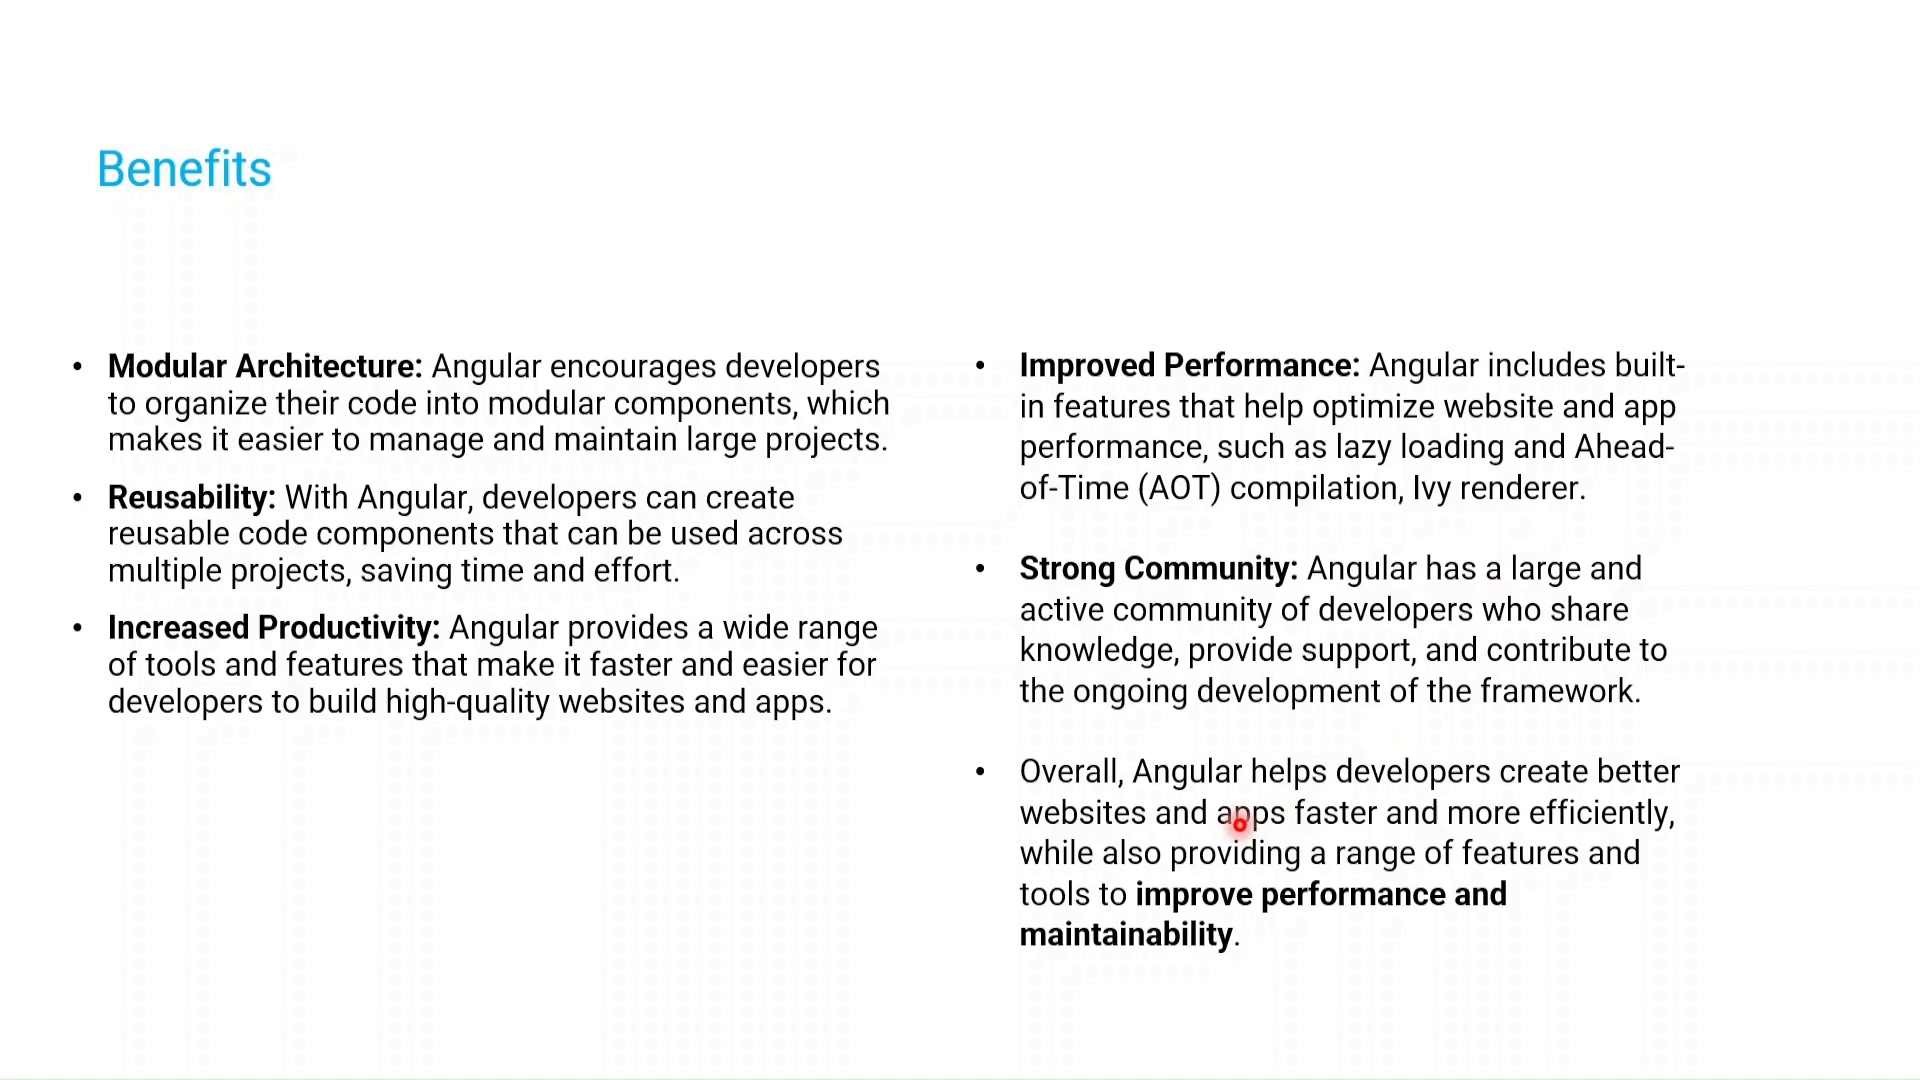 Benefits
• Modular Architecture: Angular encourages developers
to organize their code into modular components, which
makes it easier to manage and maintain large projects.
• Reusability: With Angular, developers can create
reusable code components that can be used across
multiple projects, saving time and effort.
• Increased Productivity: Angular provides a wide range
of tools and features that make it faster and easier for
developers to build high-quality websites and apps.
• Improved Performance: Angular includes built-
in features that help optimize website and app
performance, such as lazy loading and Ahead-
of-Time (AOT) compilation, Ivy renderer.
• Strong Community: Angular has a large and
active community of developers who share
knowledge, provide support, and contribute to
the ongoing development of the framework.
• Overall, Angular helps developers create better
websites and apps faster and more efficiently,
while also providing a range of features and
tools to improve performance and
maintainability.